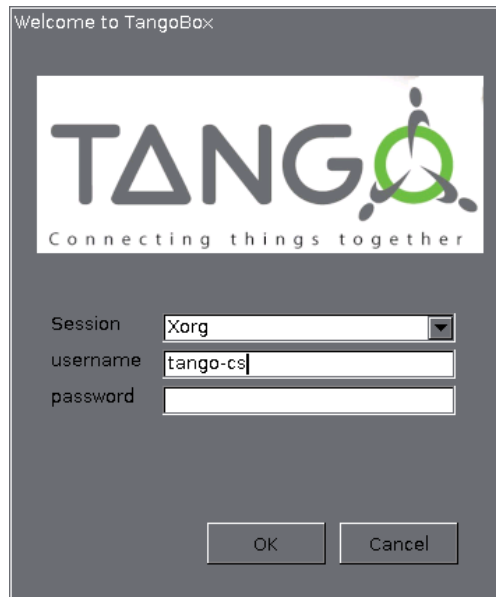 Welcome to TangoBox
TANGO
Connecting things together
Session Xorg
username tango-cs
password
OK Cancel